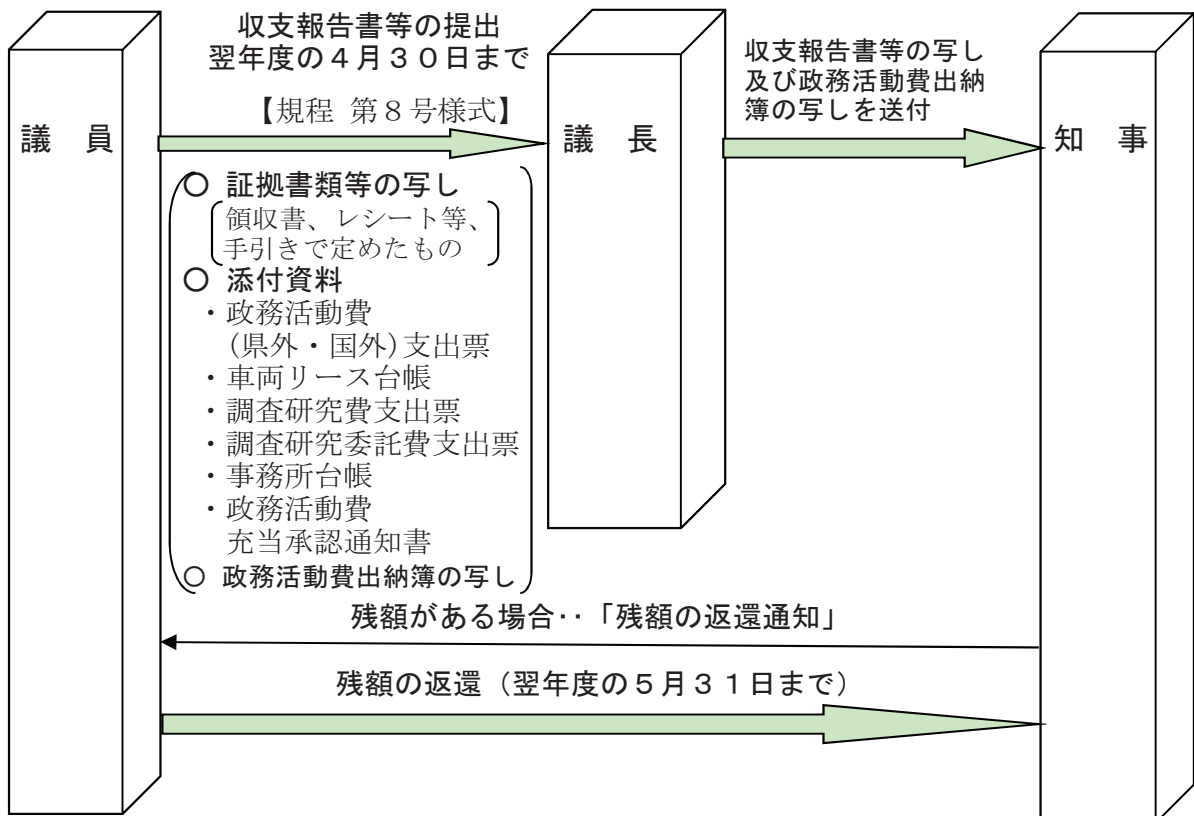 収支報告書等の提出
翌年度の4月30日まで
【規程 第8号様式】
議 員
議 長
収支報告書等の写し
及び政務活動費出納
簿の写しを送付
知 事
○ 証拠書類等の写し
領収書、レシート等、
手引きで定めたもの
○ 添付資料
・政務活動費
(県外・国外)支出票
・車両リース台帳
・調査研究費支出票
・調査研究委託費支出票
・事務所台帳
・政務活動費
充当承認通知書
○ 政務活動費出納簿の写し
残額がある場合‥「残額の返還通知」
残額の返還(翌年度の5月31日まで)